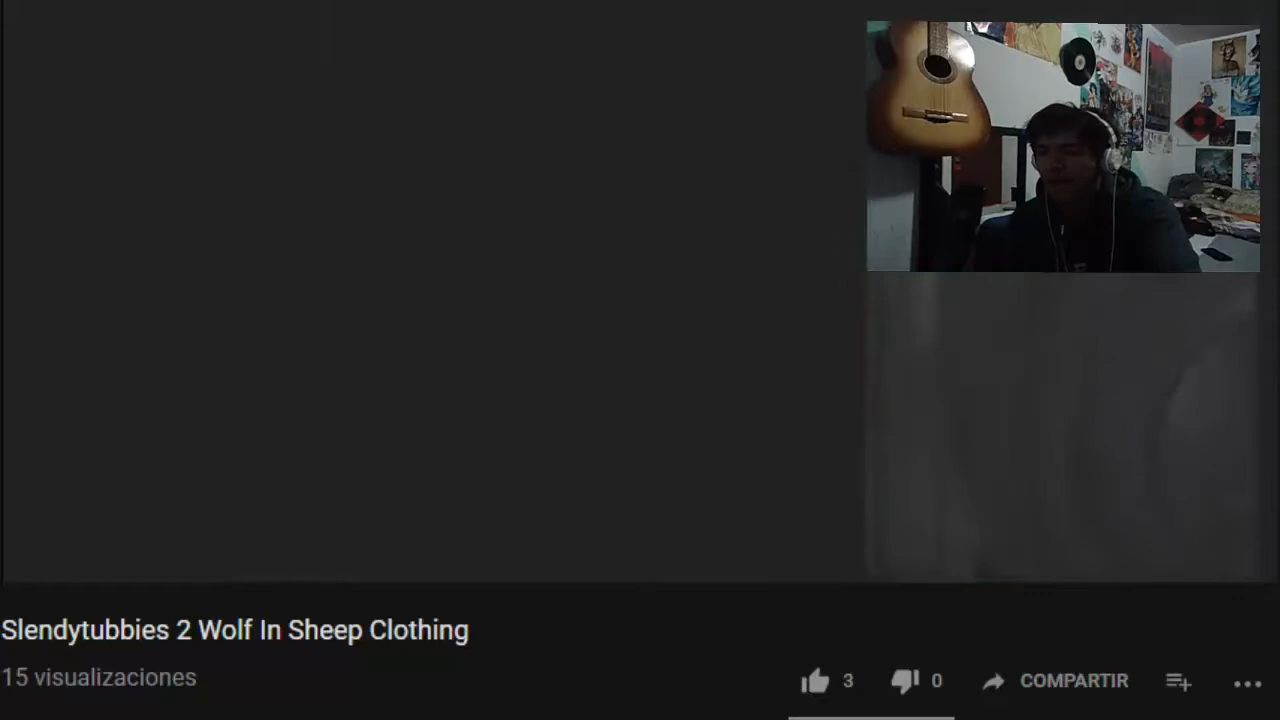 Slendytubbies 2 Wolf In Sheep Clothing
15 visualizaciones
3
0
COMPARTIR